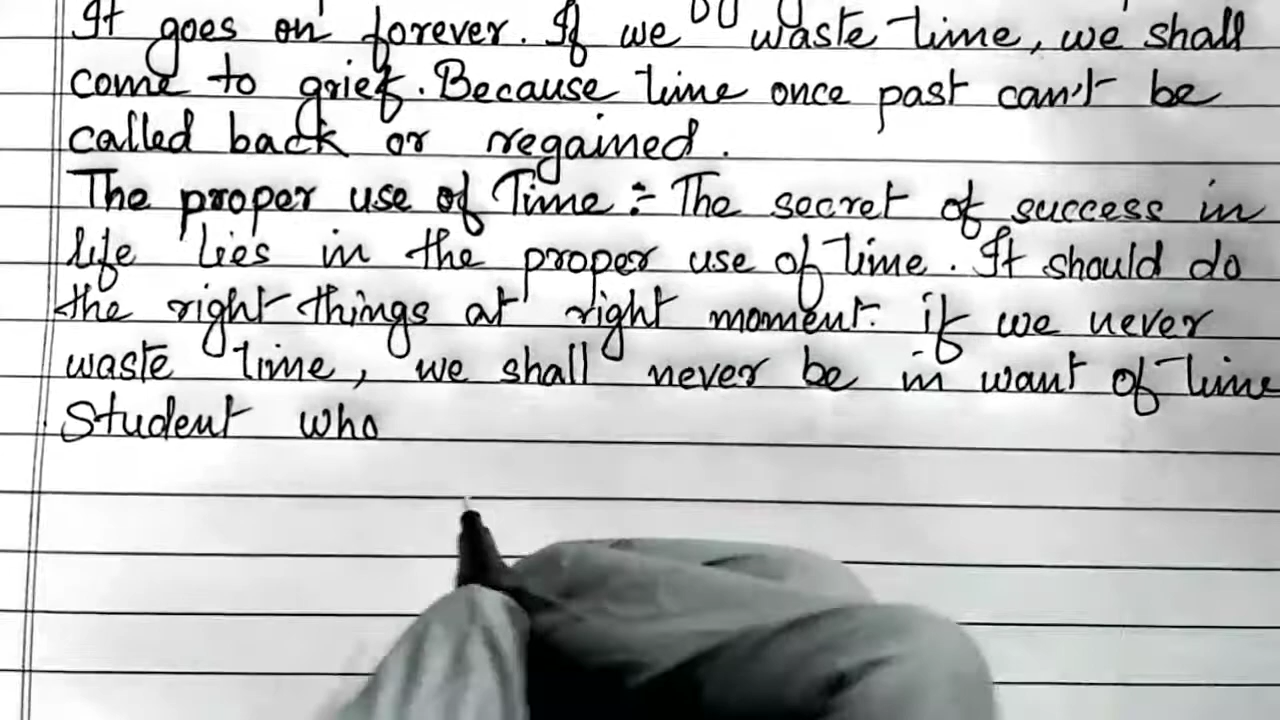 It goes on forever. If we waste time, we shall
come to grief. Because time once past can't be
called back or regained.
The proper use of Time :- The secret of success in
life lies in the proper use of time. It should do
the right things at right moment. if we never
waste time, we shall never be in want of time
Student who